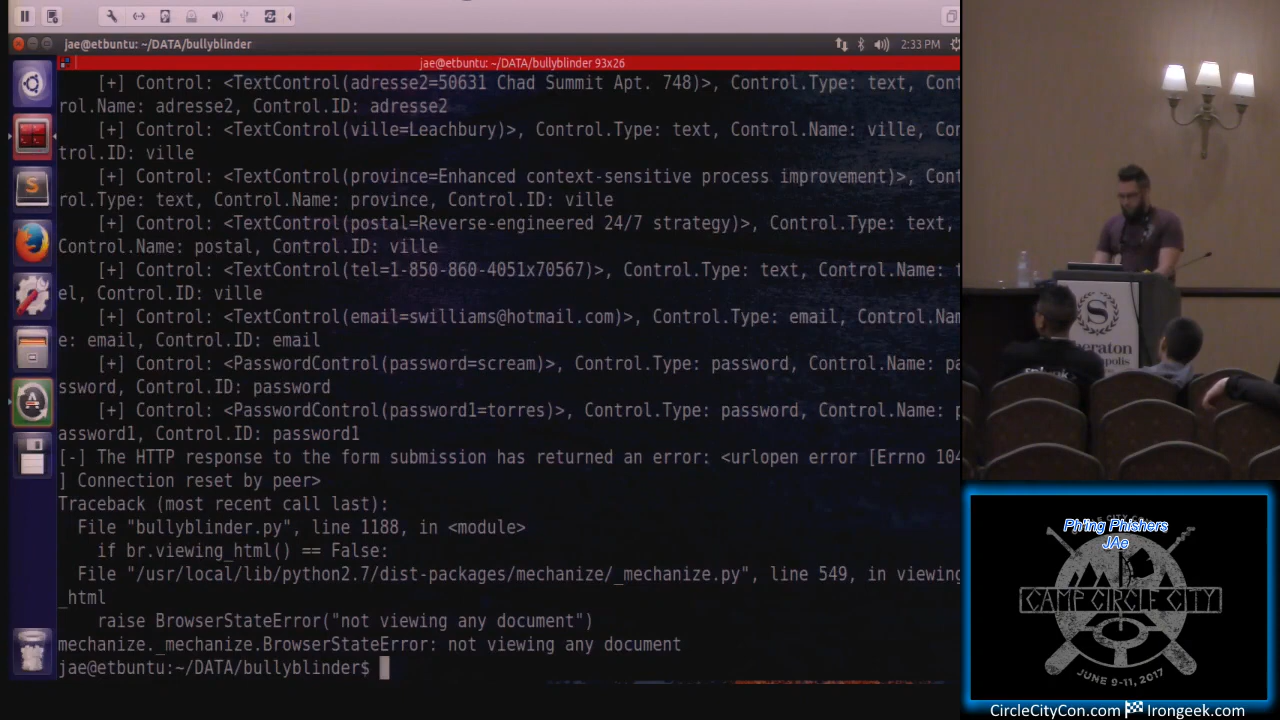 jae@etbuntu: ~/DATA/bullyblinder
2:33 PM
jae@etbuntu: ~/DATA/bullyblinder 93x26
[+] Control: <TextControl(adresse2=50631 Chad Summit Apt. 748)>, Control.Type: text, Cont
rol.Name: adresse2, Control.ID: adresse2
[+] Control: <TextControl(ville=Leachbury)>, Control.Type: text, Control.Name: ville, Con
trol.ID: ville
[+] Control: <TextControl(province=Enhanced context-sensitive process improvement)>, Cont
rol.Type: text, Control.Name: province, Control.ID: ville
[+] Control: <TextControl(postal=Reverse-engineered 24/7 strategy)>, Control.Type: text,
Control.Name: postal, Control.ID: ville
[+] Control: <TextControl(tel=1-850-860-4051x70567)>, Control.Type: text, Control.Name: t
el, Control.ID: ville
[+] Control: <TextControl(email=swilliams@hotmail.com)>, Control.Type: email, Control.Nam
e: email, Control.ID: email
[+] Control: <PasswordControl(password=scream)>, Control.Type: password, Control.Name: pa
ssword, Control.ID: password
[+] Control: <PasswordControl(password1=torres)>, Control.Type: password, Control.Name: p
assword1, Control.ID: password1
[-] The HTTP response to the form submission has returned an error: <urlopen error [Errno 104
] Connection reset by peer>
Traceback (most recent call last):
File "bullyblinder.py", line 1188, in <module>
if br.viewing_html() == False:
File "/usr/local/lib/python2.7/dist-packages/mechanize/_mechanize.py", line 549, in viewing
_html
raise BrowserStateError("not viewing any document")
mechanize._mechanize.BrowserStateError: not viewing any document
jae@etbuntu:~/DATA/bullyblinder$
S
Ph'ing Phishers
JAe
CAMP CIRCLE CITY
JUNE 9-11, 2017
CircleCityCon.com Irongeek.com